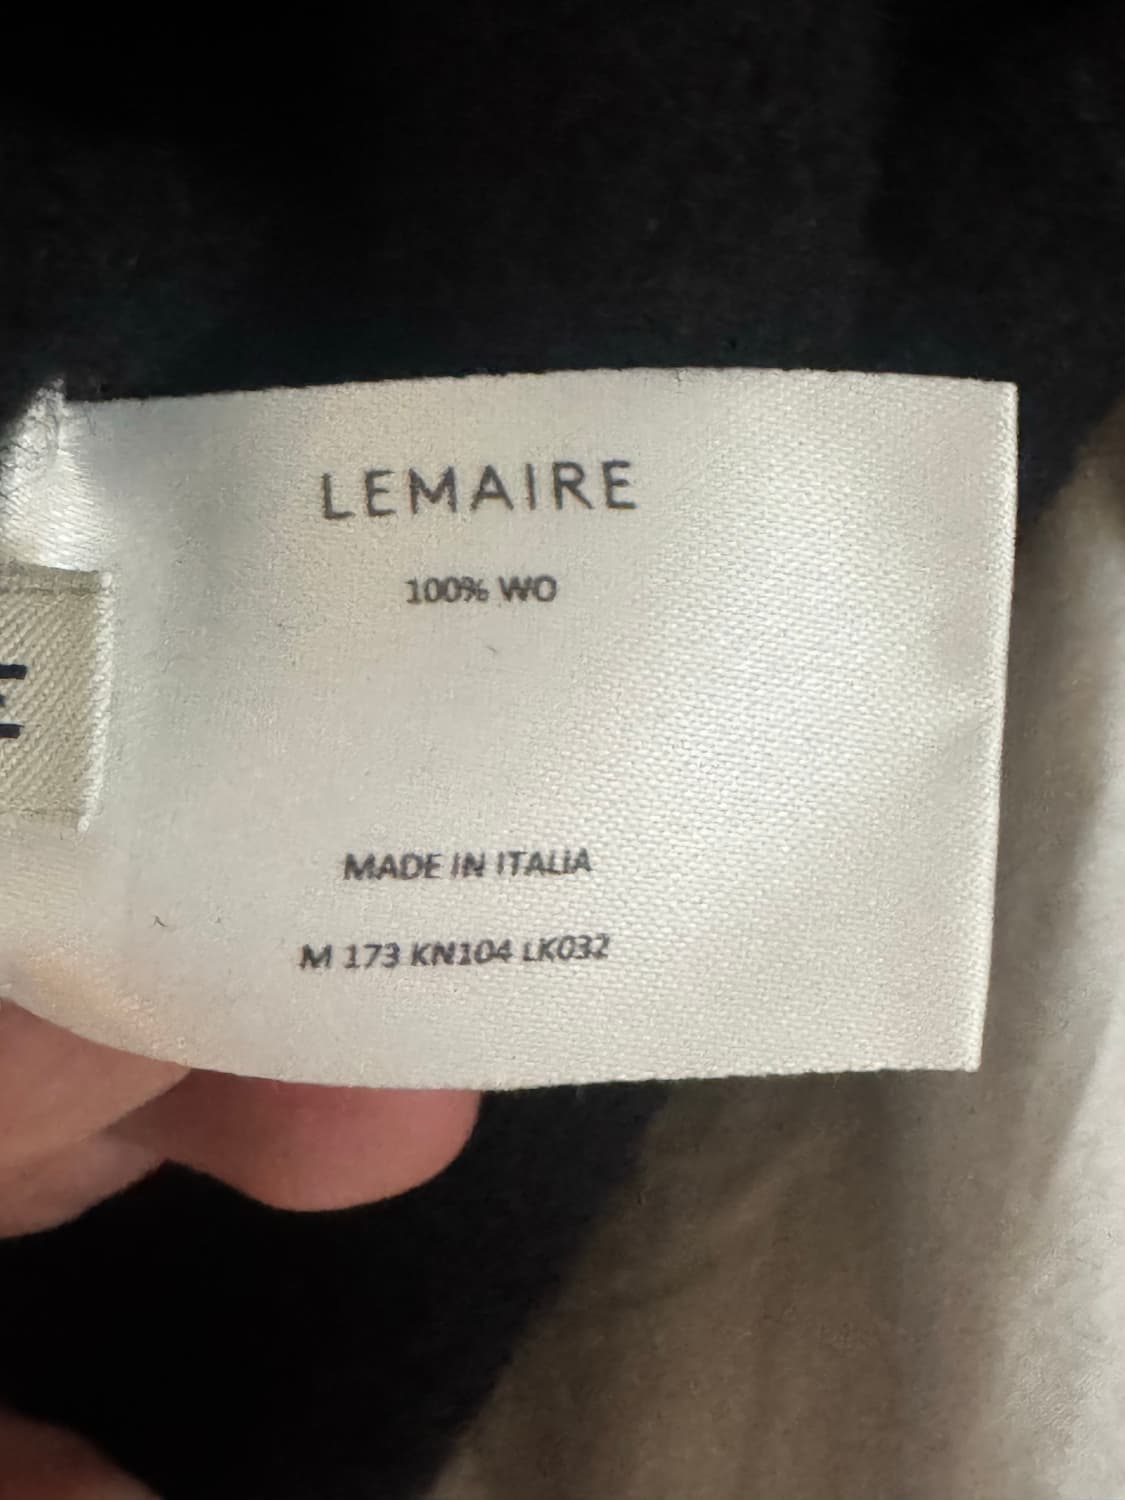 LEMAIRE
100% WO
E
MADE IN ITALIA
M 173 KN104 LK032